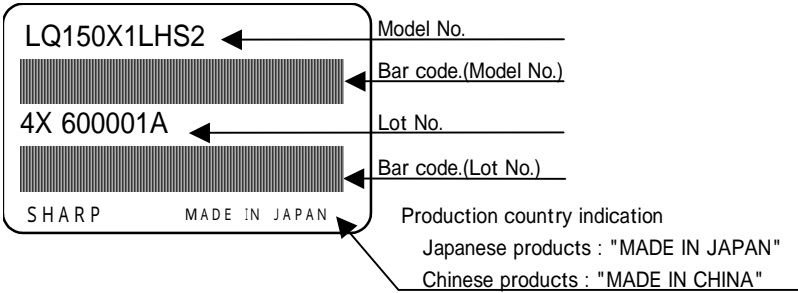 LQ150X1LHS2
Model No.
Bar code.(Model No.)
4X 600001A
Lot No.
Bar code.(Lot No.)
SHARP MADE IN JAPAN
Production country indication
Japanese products : "MADE IN JAPAN"
Chinese products : "MADE IN CHINA"